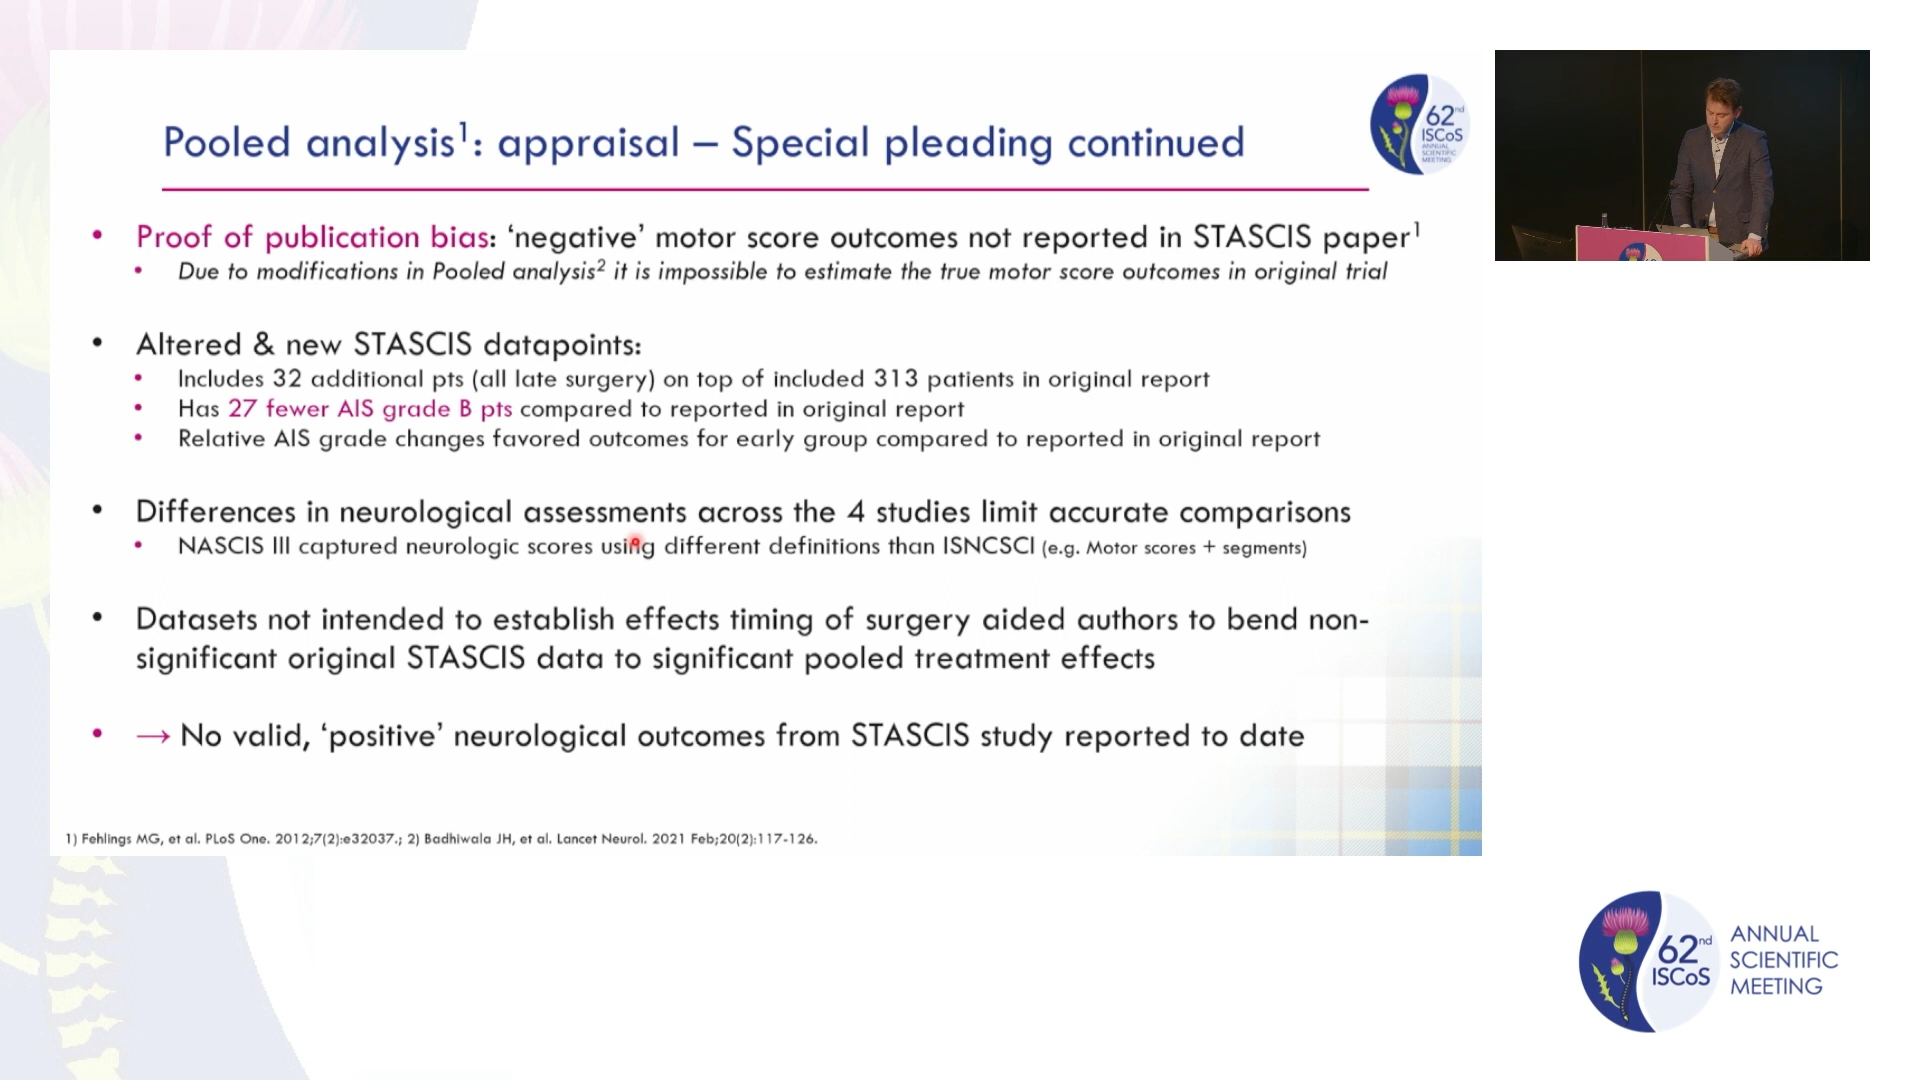 Pooled analysis¹: appraisal – Special pleading continued
62nd
ISCoS
ANNUAL
SCIENTIFIC
MEETING
• Proof of publication bias: ‘negative’ motor score outcomes not reported in STASCIS paper¹
• Due to modifications in Pooled analysis² it is impossible to estimate the true motor score outcomes in original trial
• Altered & new STASCIS datapoints:
• Includes 32 additional pts (all late surgery) on top of included 313 patients in original report
• Has 27 fewer AIS grade B pts compared to reported in original report
• Relative AIS grade changes favored outcomes for early group compared to reported in original report
• Differences in neurological assessments across the 4 studies limit accurate comparisons
• NASCIS III captured neurologic scores using different definitions than ISNCSCI (e.g. Motor scores + segments)
• Datasets not intended to establish effects timing of surgery aided authors to bend non-
significant original STASCIS data to significant pooled treatment effects
• → No valid, ‘positive’ neurological outcomes from STASCIS study reported to date
1) Fehlings MG, et al. PLoS One. 2012;7(2):e32037.; 2) Badhiwala JH, et al. Lancet Neurol. 2021 Feb;20(2):117-126.
62nd
ISCoS
ANNUAL
SCIENTIFIC
MEETING